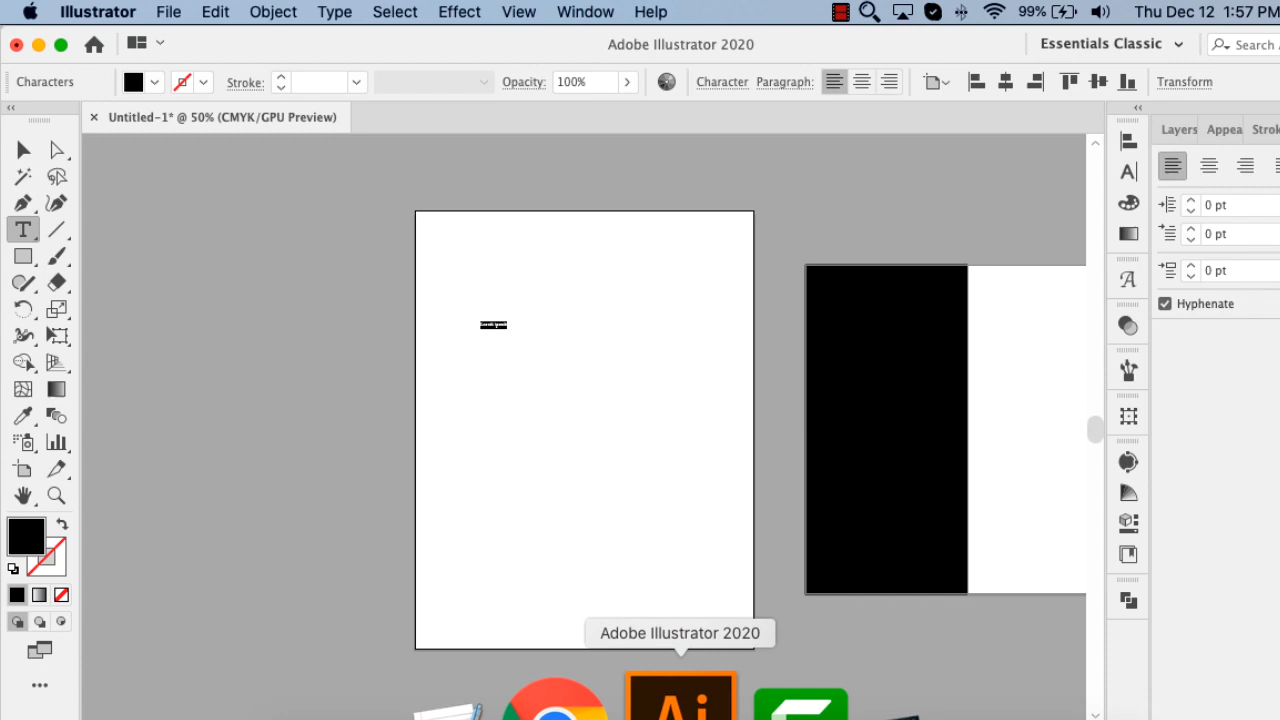 Illustrator File Edit Object Type Select Effect View Window Help 99% Thu Dec 12 1:57 PM
Adobe Illustrator 2020
Essentials Classic
Search
Characters Stroke: Opacity: 100% Character Paragraph: Transform
× Untitled-1* @ 50% (CMYK/GPU Preview)
Layers Appea Strok
0 pt
0 pt
0 pt
Hyphenate
Lorem ipsum
Adobe Illustrator 2020
Ai